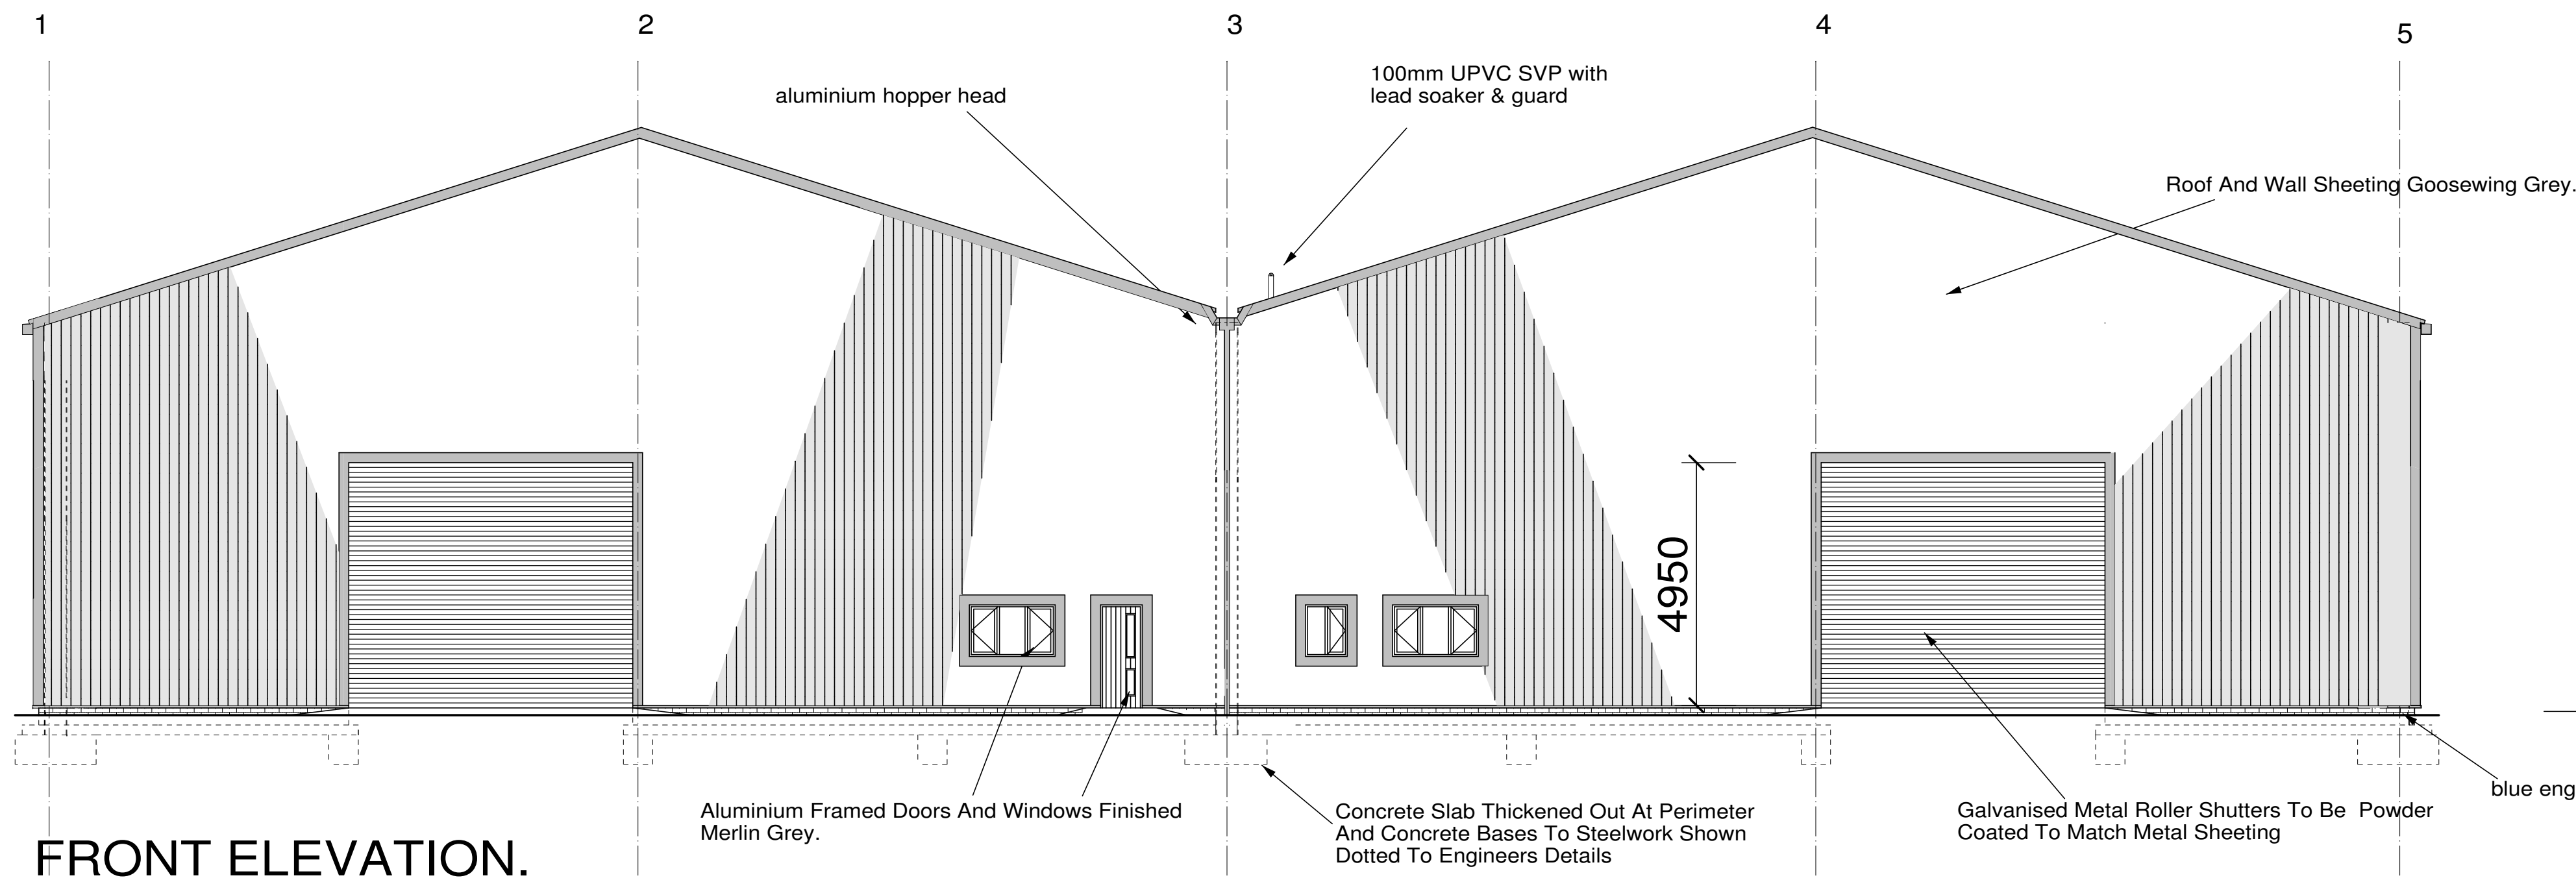 1
2
3
4
5
aluminium hopper head
100mm UPVC SVP with
lead soaker & guard
Roof And Wall Sheeting Goosewing Grey.
4950
blue eng
Aluminium Framed Doors And Windows Finished
Merlin Grey.
Concrete Slab Thickened Out At Perimeter
And Concrete Bases To Steelwork Shown
Dotted To Engineers Details
Galvanised Metal Roller Shutters To Be Powder
Coated To Match Metal Sheeting
FRONT ELEVATION.